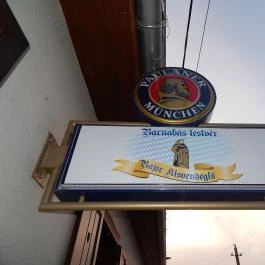 PAULANER
MÜNCHEN
Barnabás testvér
Bajor Kisvendéglő